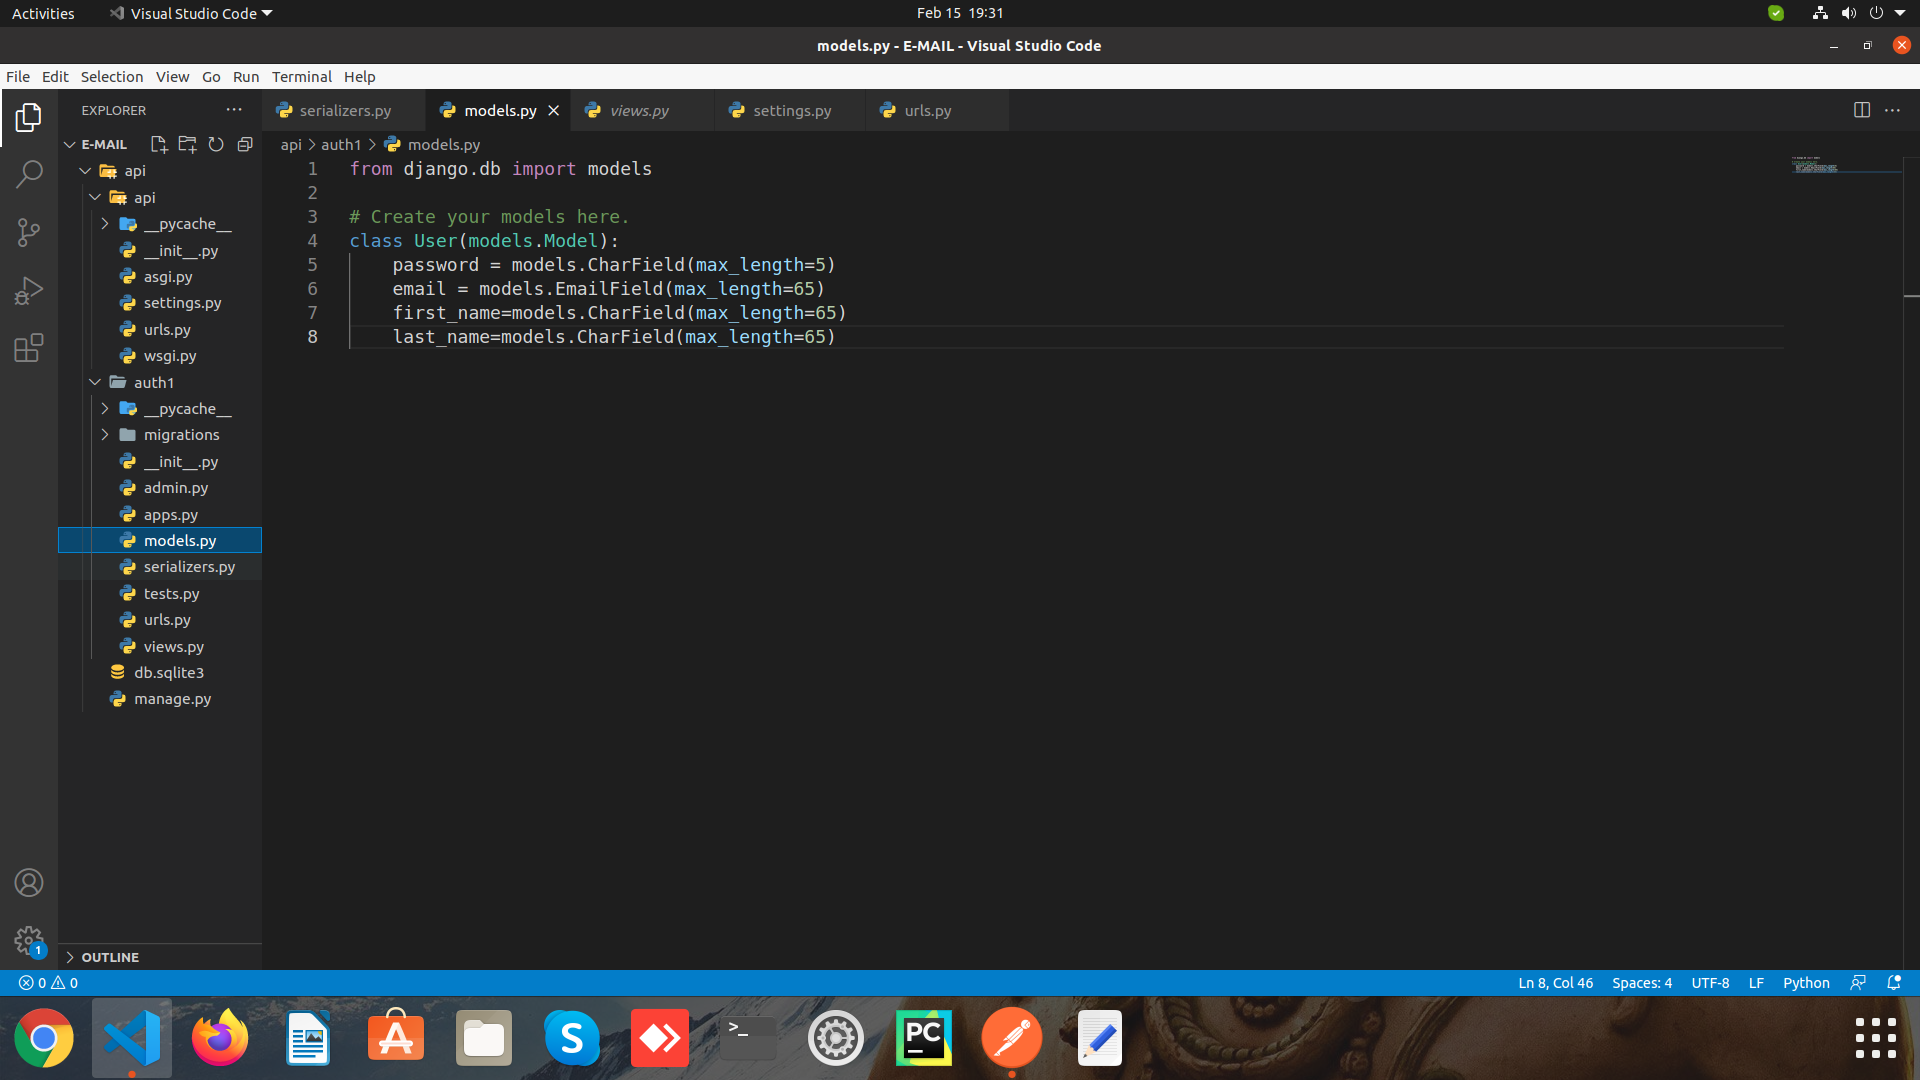 Activities
Visual Studio Code
Feb 15 19:31
models.py - E-MAIL - Visual Studio Code
File Edit Selection View Go Run Terminal Help
EXPLORER
E-MAIL
api
api
__pycache__
__init__.py
asgi.py
settings.py
urls.py
wsgi.py
auth1
__pycache__
migrations
__init__.py
admin.py
apps.py
models.py
serializers.py
tests.py
urls.py
views.py
db.sqlite3
manage.py
OUTLINE
1
serializers.py
models.py
views.py
settings.py
urls.py
api > auth1 > models.py
1 from django.db import models
2
3 # Create your models here.
4 class User(models.Model):
5 password = models.CharField(max_length=5)
6 email = models.EmailField(max_length=65)
7 first_name=models.CharField(max_length=65)
8 last_name=models.CharField(max_length=65)
0 0
Ln 8, Col 46
Spaces: 4
UTF-8
LF
Python
A
S
>_
PC